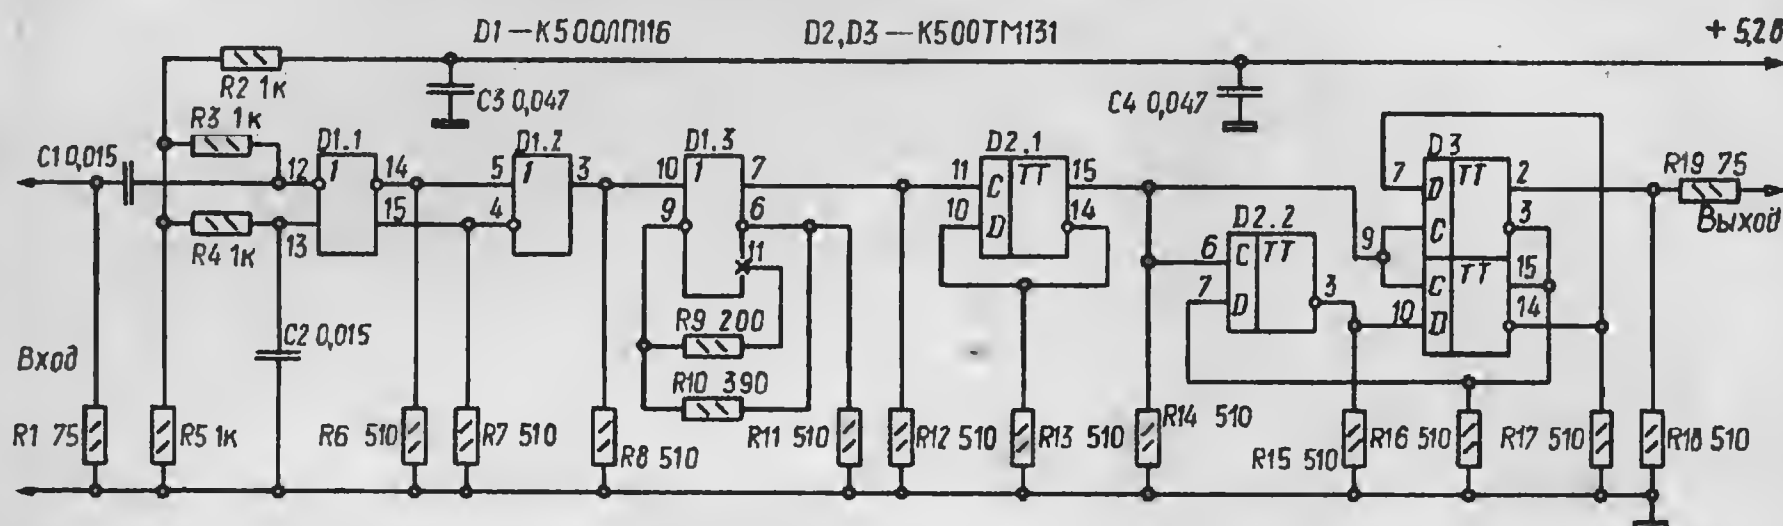 D1—К500ЛП116
D2,D3—К500ТМ131
+5,2В
R2 1к
C3 0,047
C4 0,047
R3 1к
C1 0,015
D1.1
D1.2
D1.3
D2.1
D3
R19 75
12
1
14
5
1
3
10
1
7
11
C
TT
15
7
D
TT
2
13
15
4
9
6
10
D
14
D2.2
9
C
3
Выход
R4 1к
11
6
C
TT
C
TT
15
7
D
3
10
D
14
C2 0,015
R9 200
Вход
R10 390
R1 75
R5 1к
R6 510
R7 510
R8 510
R11 510
R12 510
R13 510
R14 510
R15 510
R16 510
R17 510
R18 510